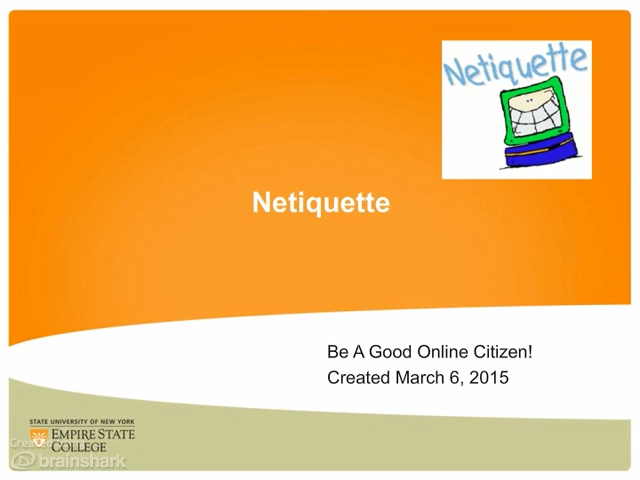 Netiquette
Netiquette
Be A Good Online Citizen!
Created March 6, 2015
STATE UNIVERSITY OF NEW YORK
EMPIRE STATE
COLLEGE
brainshark